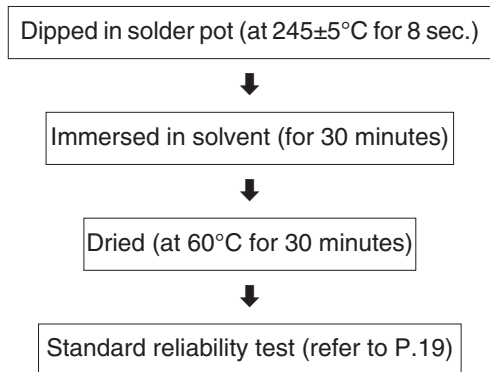 Dipped in solder pot (at 245±5°C for 8 sec.)
Immersed in solvent (for 30 minutes)
Dried (at 60°C for 30 minutes)
Standard reliability test (refer to P.19)